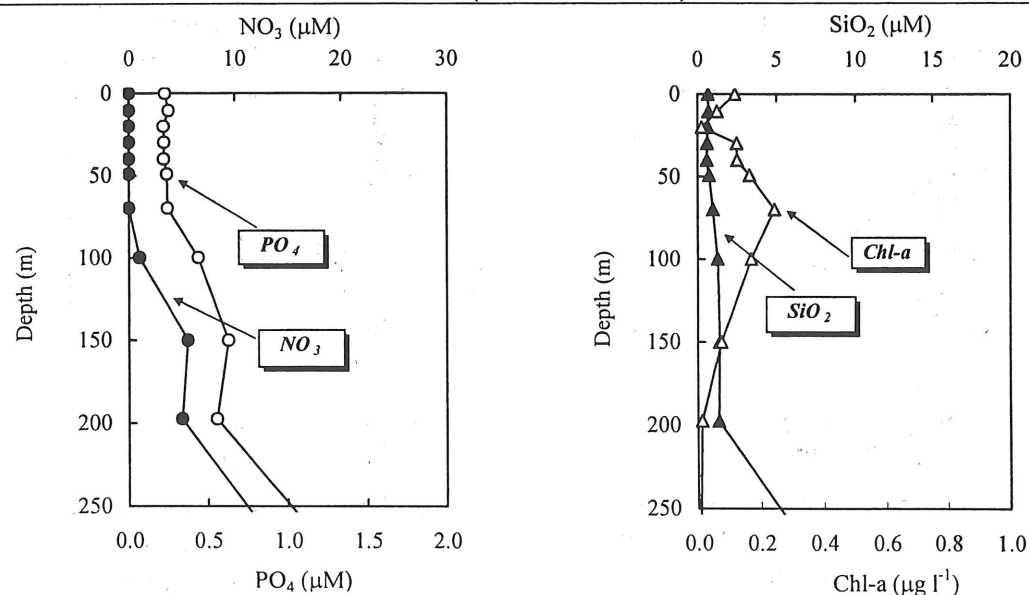 NO3 (μM)
0 10 20 30
0
50
100
150
200
250
Depth (m)
PO4
NO3
0.0 0.5 1.0 1.5 2.0
PO4 (μM)
SiO2 (μM)
0 5 10 15 20
0
50
100
150
200
250
Depth (m)
Chl-a
SiO2
0.0 0.2 0.4 0.6 0.8 1.0
Chl-a (μg l-1)